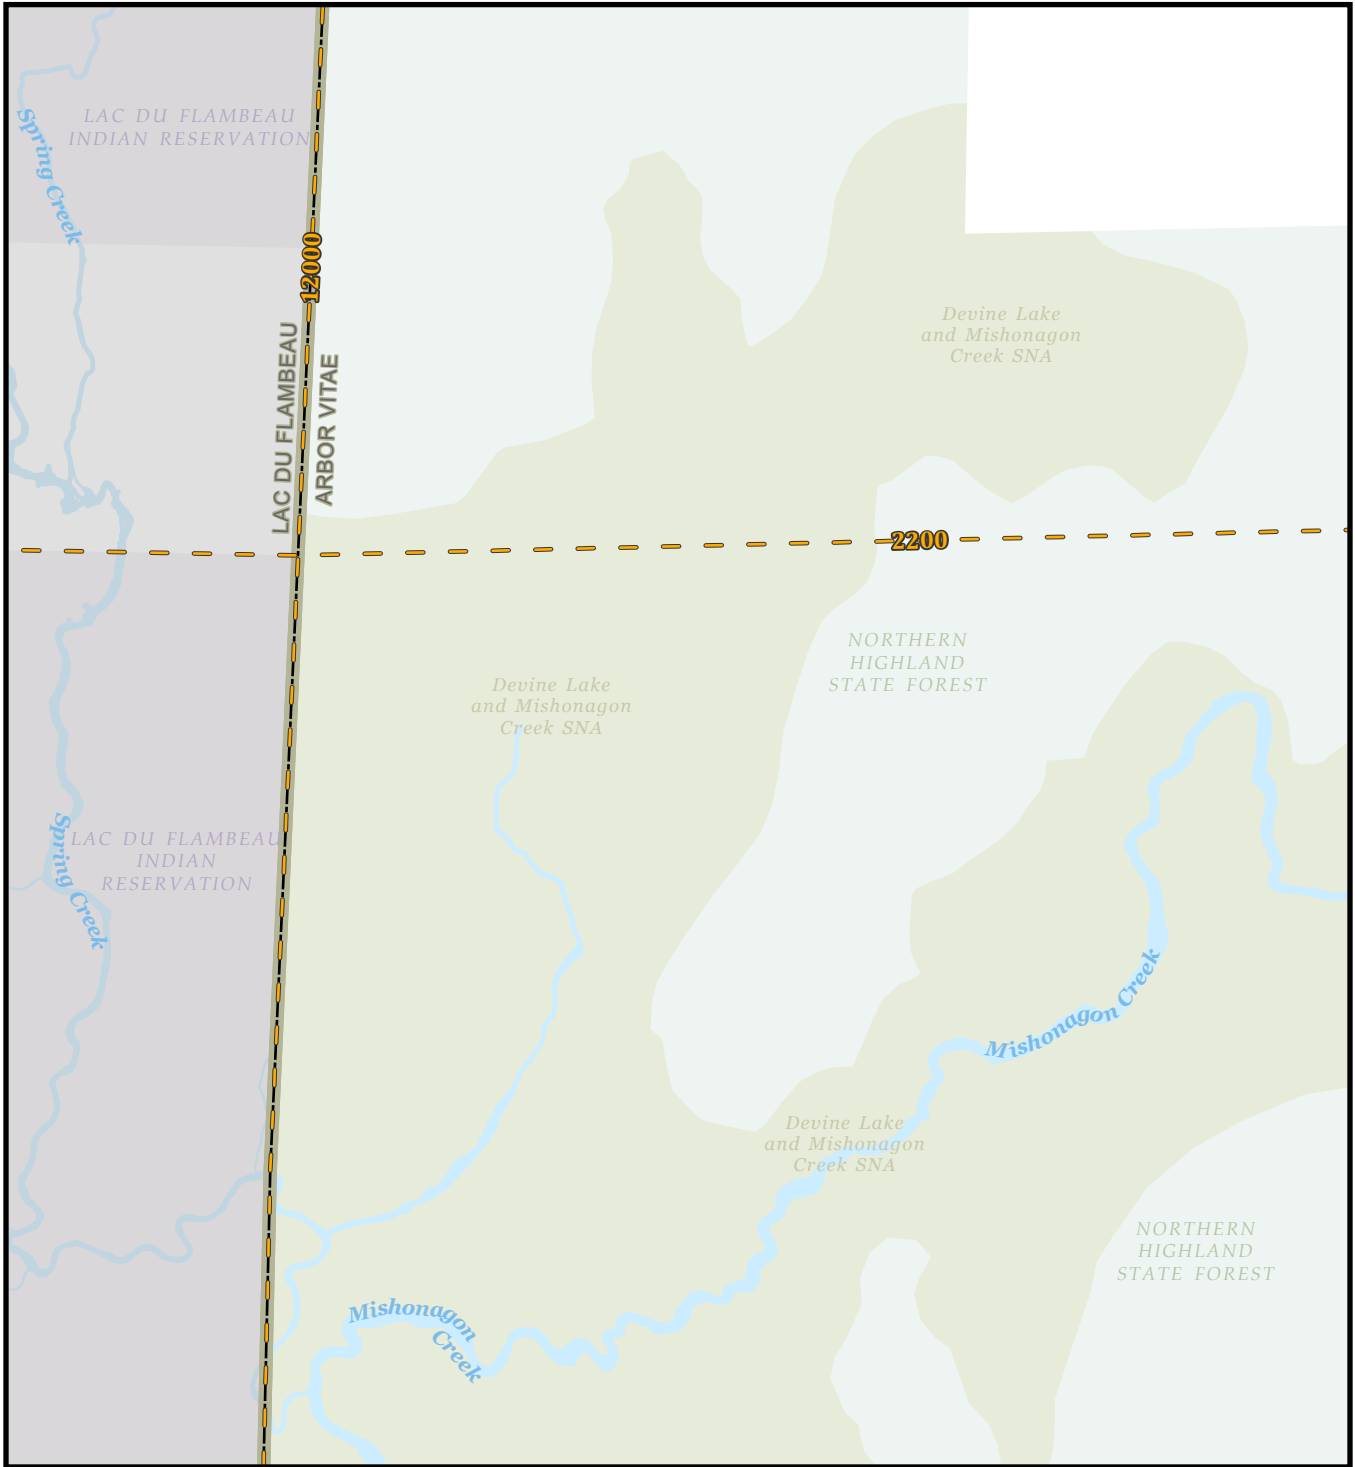 LAC DU FLAMBEAU
INDIAN RESERVATION
Spring Creek
12000
LAC DU FLAMBEAU
ARBOR VITAE
Devine Lake
and Mishonagon
Creek SNA
2200
NORTHERN
HIGHLAND
STATE FOREST
Devine Lake
and Mishonagon
Creek SNA
LAC DU FLAMBEAU
INDIAN
RESERVATION
Spring Creek
Mishonagon Creek
Devine Lake
and Mishonagon
Creek SNA
NORTHERN
HIGHLAND
STATE FOREST
Mishonagon
Creek